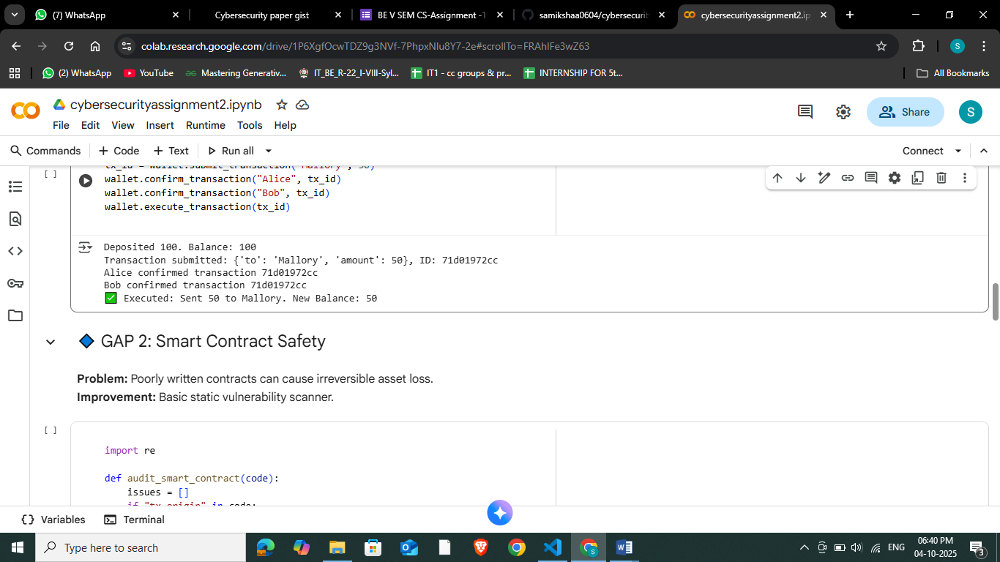 (7) WhatsApp
Cybersecurity paper gist
BE V SEM CS-Assignment -1
samikshaa0604/cybersecurit
cybersecurityassignment2.ip
colab.research.google.com/drive/1P6XgfOcwTDZ9g3NVf-7PhpxNlu8Y7-2e#scrollTo=FRAhlFe3wZ63
S
(2) WhatsApp
YouTube
Mastering Generativ...
IT_BE_R-22_I-VIII-Syl...
IT1 - cc groups & pr...
INTERNSHIP FOR 5t...
All Bookmarks
cybersecurityassignment2.ipynb
File Edit View Insert Runtime Tools Help
Share
S
Commands + Code + Text Run all
Connect
[ ]
tx_id = wallet.submit_transaction("Mallory", 50)
wallet.confirm_transaction("Alice", tx_id)
wallet.confirm_transaction("Bob", tx_id)
wallet.execute_transaction(tx_id)
Deposited 100. Balance: 100
Transaction submitted: {'to': 'Mallory', 'amount': 50}, ID: 71d01972cc
Alice confirmed transaction 71d01972cc
Bob confirmed transaction 71d01972cc
✅ Executed: Sent 50 to Mallory. New Balance: 50
🔷 GAP 2: Smart Contract Safety
Problem: Poorly written contracts can cause irreversible asset loss.
Improvement: Basic static vulnerability scanner.
[ ]
import re
def audit_smart_contract(code):
issues = []
if "tx.origin" in code:
{} Variables
Terminal
Type here to search
ENG
06:40 PM
04-10-2025
3